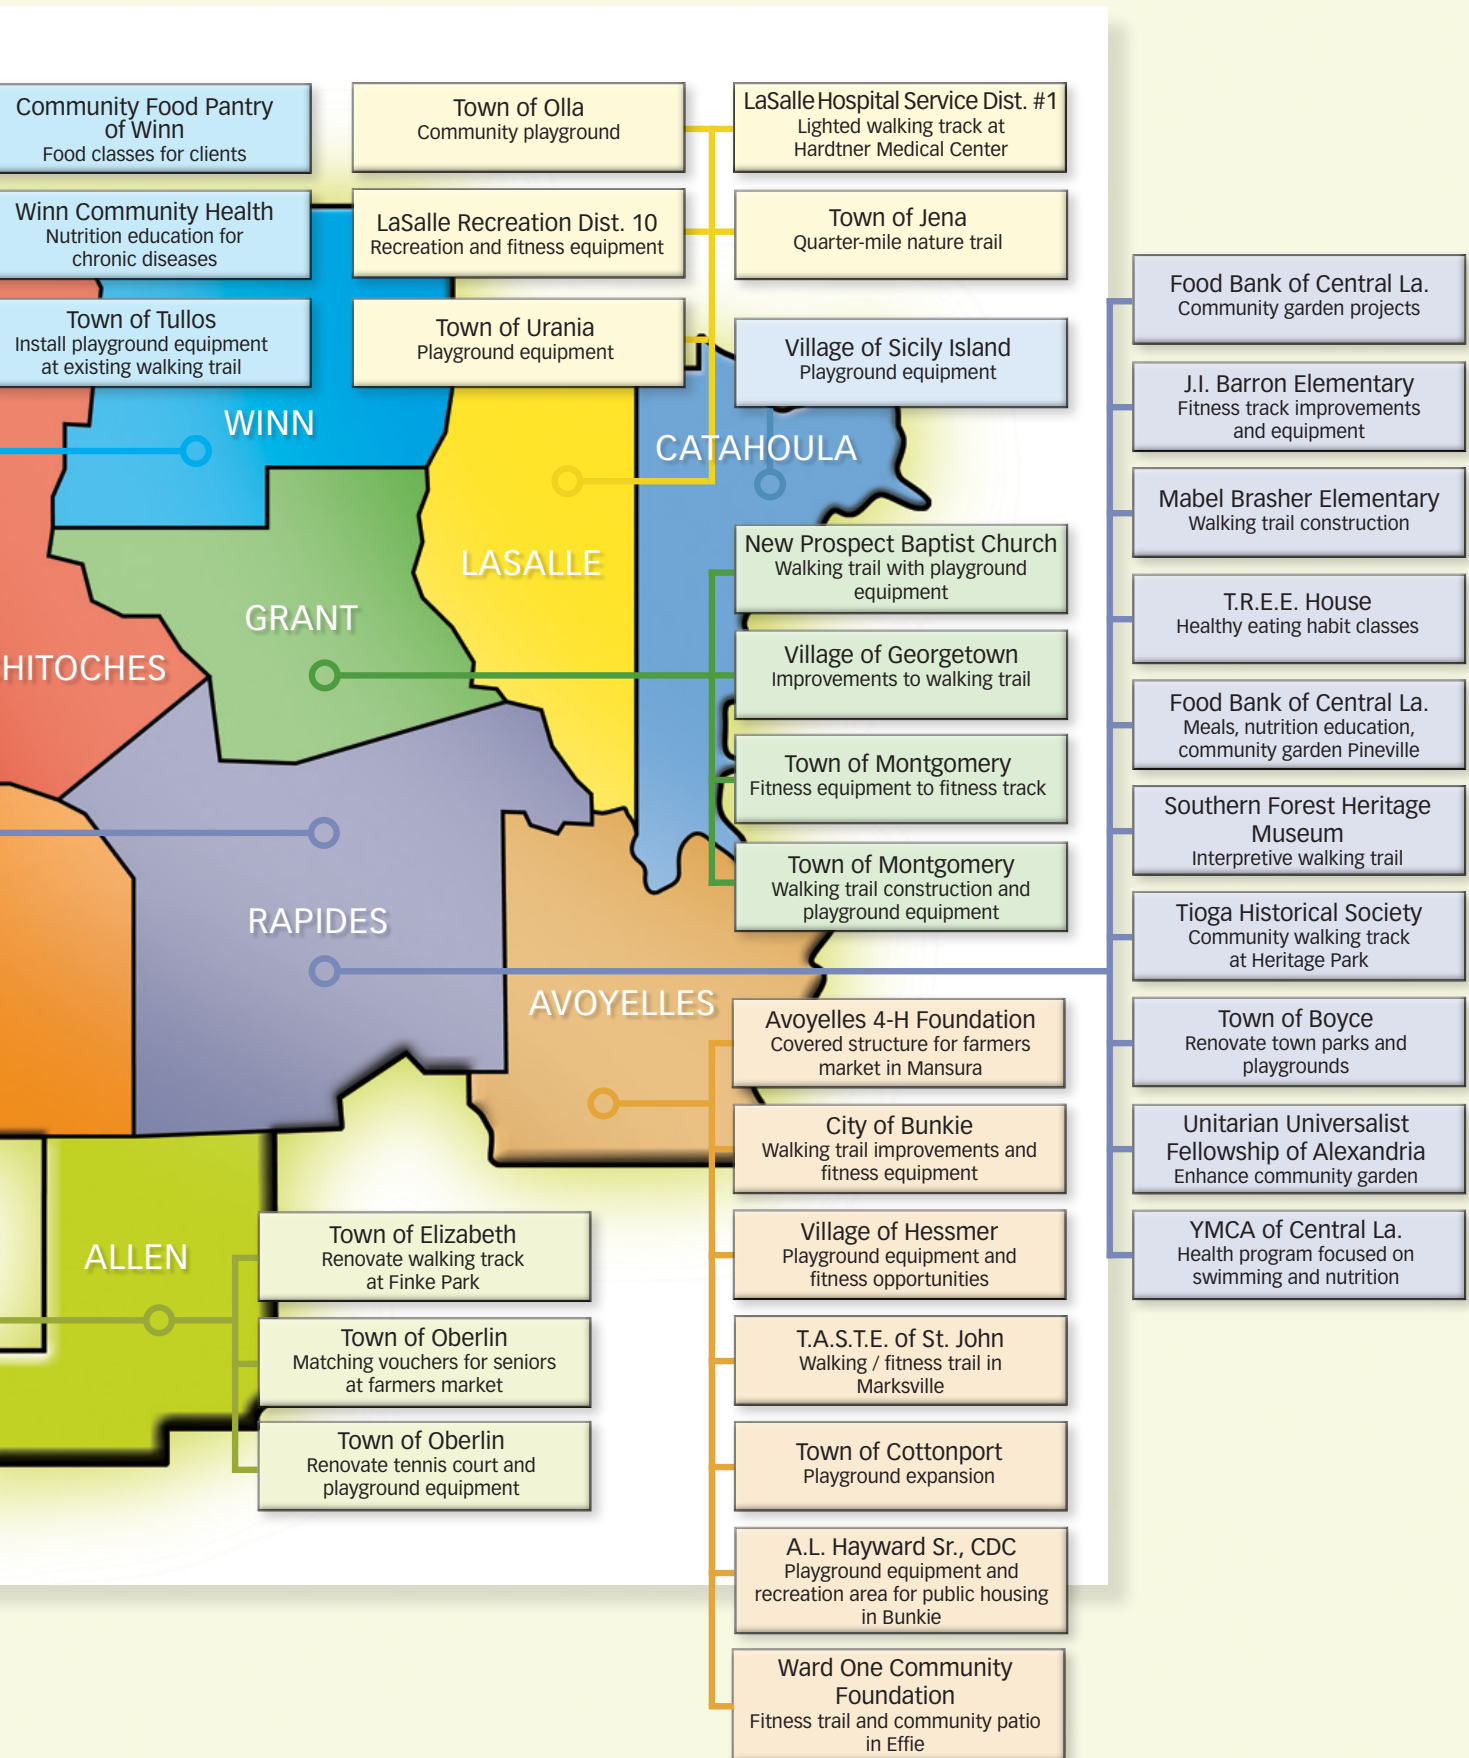 Community Food Pantry
of Winn
Food classes for clients
Winn Community Health
Nutrition education for
chronic diseases
Town of Tullos
Install playground equipment
at existing walking trail
Town of Olla
Community playground
LaSalle Recreation Dist. 10
Recreation and fitness equipment
Town of Urania
Playground equipment
LaSalle Hospital Service Dist. #1
Lighted walking track at
Hardtner Medical Center
Town of Jena
Quarter-mile nature trail
Village of Sicily Island
Playground equipment
WINN
CATAHOULA
LASALLE
GRANT
HITOCHES
RAPIDES
AVOYELLES
ALLEN
New Prospect Baptist Church
Walking trail with playground
equipment
Village of Georgetown
Improvements to walking trail
Town of Montgomery
Fitness equipment to fitness track
Town of Montgomery
Walking trail construction and
playground equipment
Avoyelles 4-H Foundation
Covered structure for farmers
market in Mansura
City of Bunkie
Walking trail improvements and
fitness equipment
Village of Hessmer
Playground equipment and
fitness opportunities
T.A.S.T.E. of St. John
Walking / fitness trail in
Marksville
Town of Cottonport
Playground expansion
A.L. Hayward Sr., CDC
Playground equipment and
recreation area for public housing
in Bunkie
Ward One Community
Foundation
Fitness trail and community patio
in Effie
Town of Elizabeth
Renovate walking track
at Finke Park
Town of Oberlin
Matching vouchers for seniors
at farmers market
Town of Oberlin
Renovate tennis court and
playground equipment
Food Bank of Central La.
Community garden projects
J.I. Barron Elementary
Fitness track improvements
and equipment
Mabel Brasher Elementary
Walking trail construction
T.R.E.E. House
Healthy eating habit classes
Food Bank of Central La.
Meals, nutrition education,
community garden Pineville
Southern Forest Heritage
Museum
Interpretive walking trail
Tioga Historical Society
Community walking track
at Heritage Park
Town of Boyce
Renovate town parks and
playgrounds
Unitarian Universalist
Fellowship of Alexandria
Enhance community garden
YMCA of Central La.
Health program focused on
swimming and nutrition